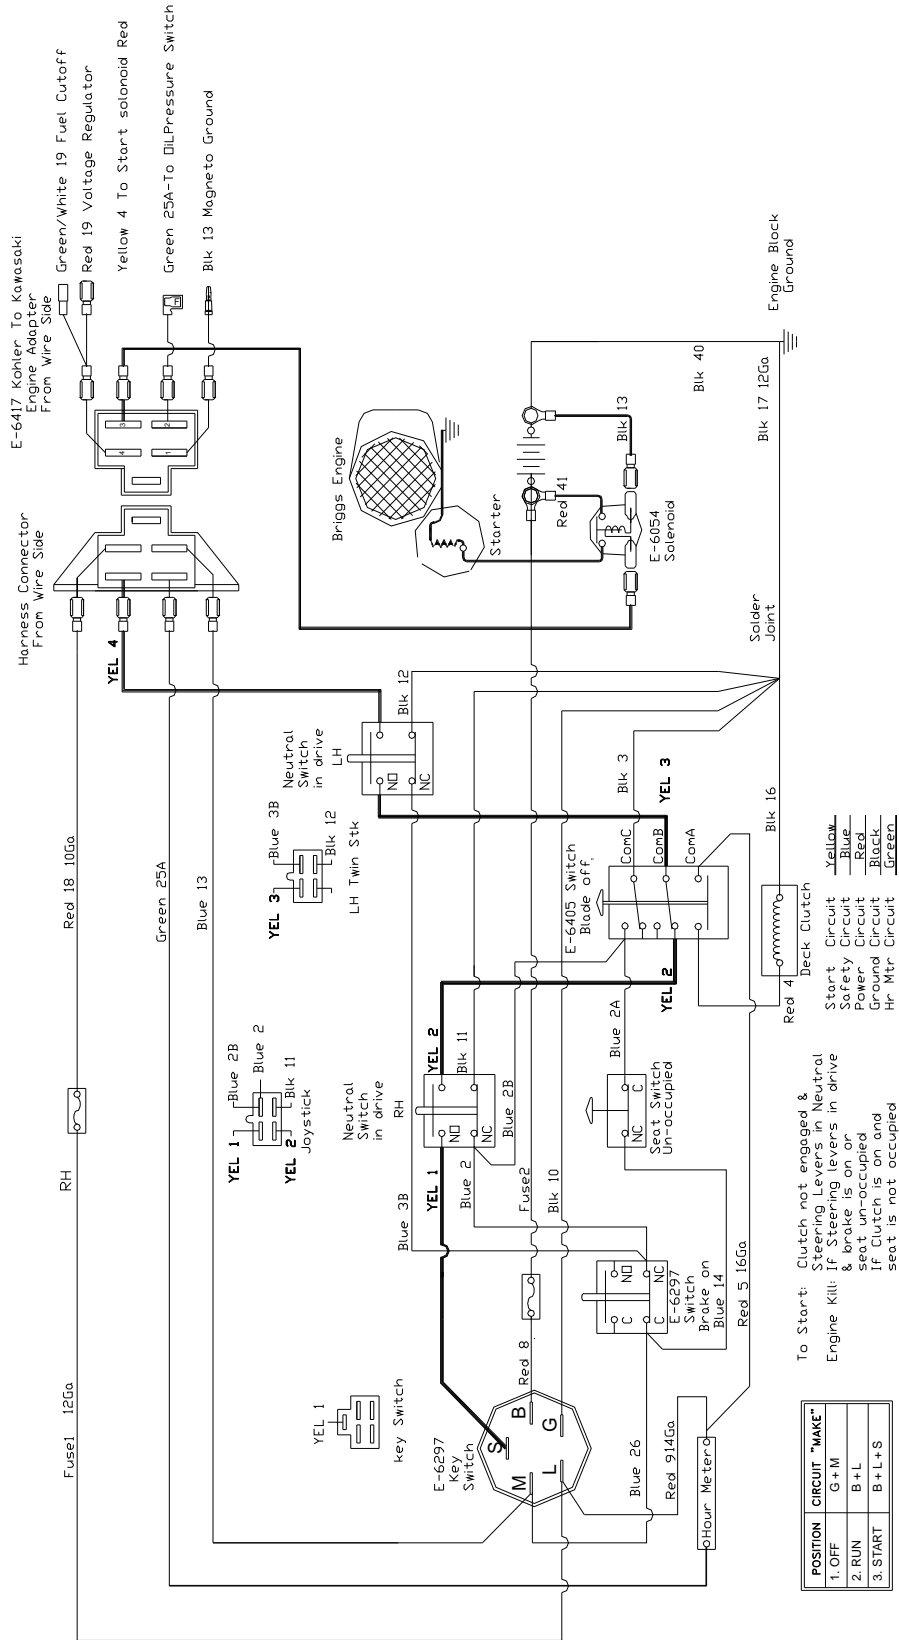 E-6417 Kohler To Kawasaki
Engine Adapter
From Wire Side
Green/White 19 Fuel Cutoff
Red 19 Voltage Regulator
Yellow 4 To Start solonoid Red
Green 25A-To OiLPressure Switch
Blk 13 Magneto Ground
3
2
4
1
Harness Connector
From Wire Side
Briggs Engine
Starter
Red 41
Blk 13
Blk 40
Engine Block
Ground
Blk 17 12Ga
E-6054
Solenoid
Solder
Joint
YEL 4
Red 18 10Ga
Green 25A
Blue 13
Neutral
Switch
in drive
LH
NO
NC
Blk 12
Blue 3B
YEL 3
Blk 12
LH Twin Stk
Blk 3
YEL 3
E-6405 Switch
Blade off,
ComC
ComB
ComA
Blk 16
Deck Clutch
Red 4
YEL 2
Blue 2A
Blue 2B
Blue 2
YEL 1
Blk 11
YEL 2
Joystick
Neutral
Switch
in drive
RH
NO
NC
YEL 2
Blk 11
Blue 2B
Seat Switch
Un-occupied
C
NC
RH
Blue 3B
YEL 1
Blue 2
Fuse2
Blk 10
E-6297
Switch
Brake on
C
NO
C
NC
Blue 14
Red 5 16Ga
Fuse1 12Ga
YEL 1
key Switch
E-6297
Key
Switch
S
B
M
G
L
Red 8
Blue 26
Red 914Ga
Hour Meter
Start Circuit Yellow
Safety Circuit Blue
Power Circuit Red
Ground Circuit Black
Hr Mtr Circuit Green
To Start: Clutch not engaged &
Steering Levers in Neutral
Engine Kill: If Steering levers in drive
& brake is on or
seat un-occupied
If Clutch is on and
seat is not occupied
POSITION CIRCUIT "MAKE"
1. OFF G + M
2. RUN B + L
3. START B + L + S